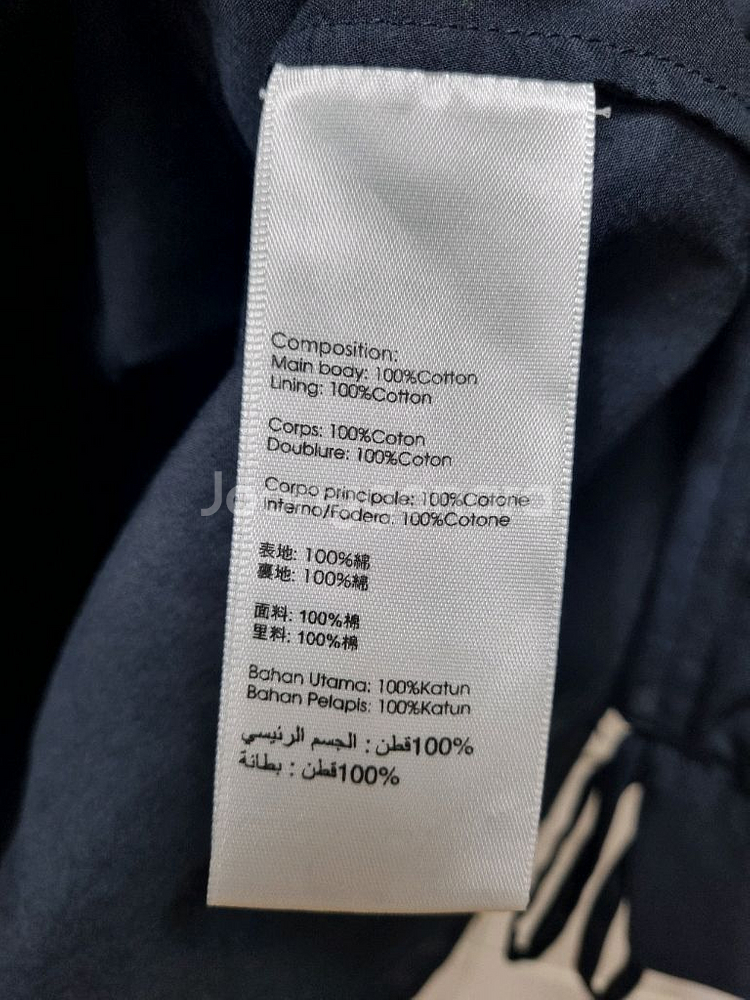 Composition:
Main body: 100%Cotton
Lining: 100%Cotton
Corps: 100%Coton
Doublure: 100%Coton
Corpo principale: 100%Cotone
Interno/Fodera: 100%Cotone
表地: 100%綿
裏地: 100%綿
面料: 100%棉
里料: 100%棉
Bahan Utama: 100%Katun
Bahan Pelapis: 100%Katun
100%قطن : الجسم الرئيسي
100%قطن : بطانة